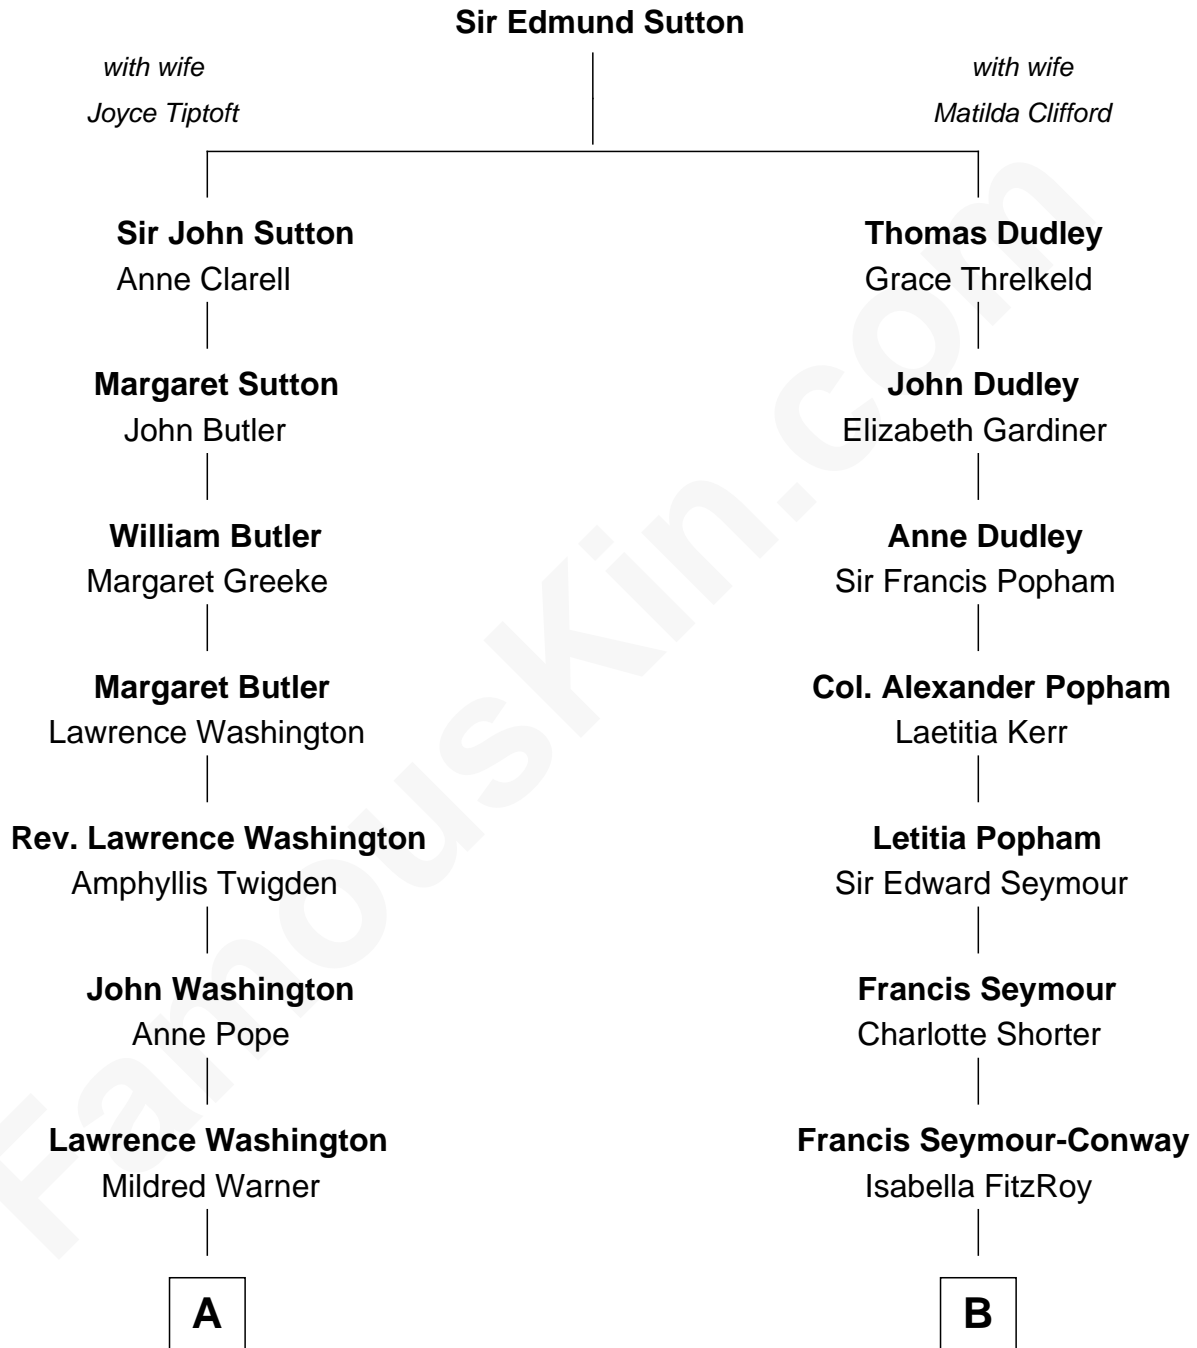 Sir Edmund Sutton
with wife
Joyce Tiptoft
with wife
Matilda Clifford
Sir John Sutton
Anne Clarell
Thomas Dudley
Grace Threlkeld
Margaret Sutton
John Butler
John Dudley
Elizabeth Gardiner
William Butler
Margaret Greeke
Anne Dudley
Sir Francis Popham
Margaret Butler
Lawrence Washington
Col. Alexander Popham
Laetitia Kerr
Rev. Lawrence Washington
Amphyllis Twigden
Letitia Popham
Sir Edward Seymour
John Washington
Anne Pope
Francis Seymour
Charlotte Shorter
Lawrence Washington
Mildred Warner
Francis Seymour-Conway
Isabella FitzRoy
A
B
FamousKin.com